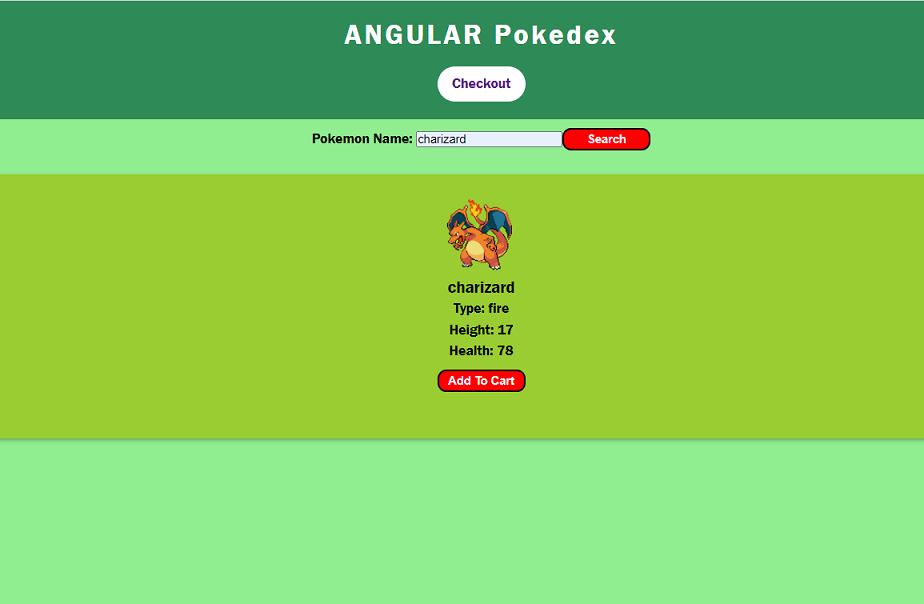 ANGULAR Pokedex
Checkout
Pokemon Name: charizard Search
charizard
Type: fire
Height: 17
Health: 78
Add To Cart